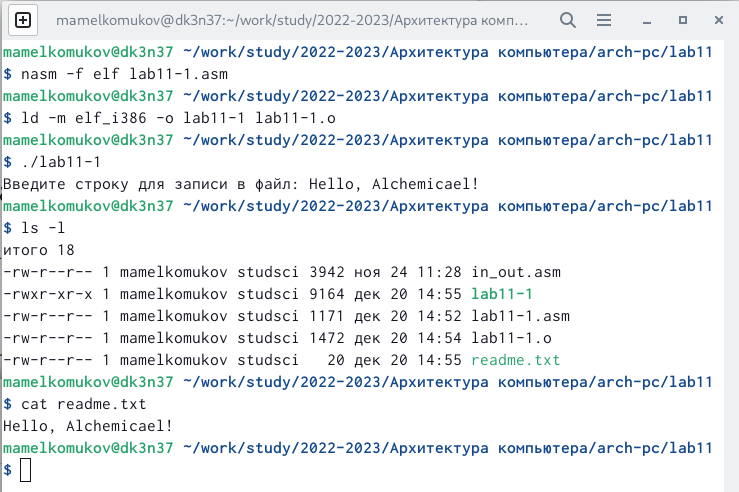 mamelkomukov@dk3n37:~/work/study/2022-2023/Архитектура комп...
mamelkomukov@dk3n37 ~/work/study/2022-2023/Архитектура компьютера/arch-pc/lab11
$ nasm -f elf lab11-1.asm
mamelkomukov@dk3n37 ~/work/study/2022-2023/Архитектура компьютера/arch-pc/lab11
$ ld -m elf_i386 -o lab11-1 lab11-1.o
mamelkomukov@dk3n37 ~/work/study/2022-2023/Архитектура компьютера/arch-pc/lab11
$ ./lab11-1
Введите строку для записи в файл: Hello, Alchemicael!
mamelkomukov@dk3n37 ~/work/study/2022-2023/Архитектура компьютера/arch-pc/lab11
$ ls -l
итого 18
-rw-r--r-- 1 mamelkomukov studsci 3942 ноя 24 11:28 in_out.asm
-rwxr-xr-x 1 mamelkomukov studsci 9164 дек 20 14:55 lab11-1
-rw-r--r-- 1 mamelkomukov studsci 1171 дек 20 14:52 lab11-1.asm
-rw-r--r-- 1 mamelkomukov studsci 1472 дек 20 14:54 lab11-1.o
-rw-r--r-- 1 mamelkomukov studsci   20 дек 20 14:55 readme.txt
mamelkomukov@dk3n37 ~/work/study/2022-2023/Архитектура компьютера/arch-pc/lab11
$ cat readme.txt
Hello, Alchemicael!
mamelkomukov@dk3n37 ~/work/study/2022-2023/Архитектура компьютера/arch-pc/lab11
$